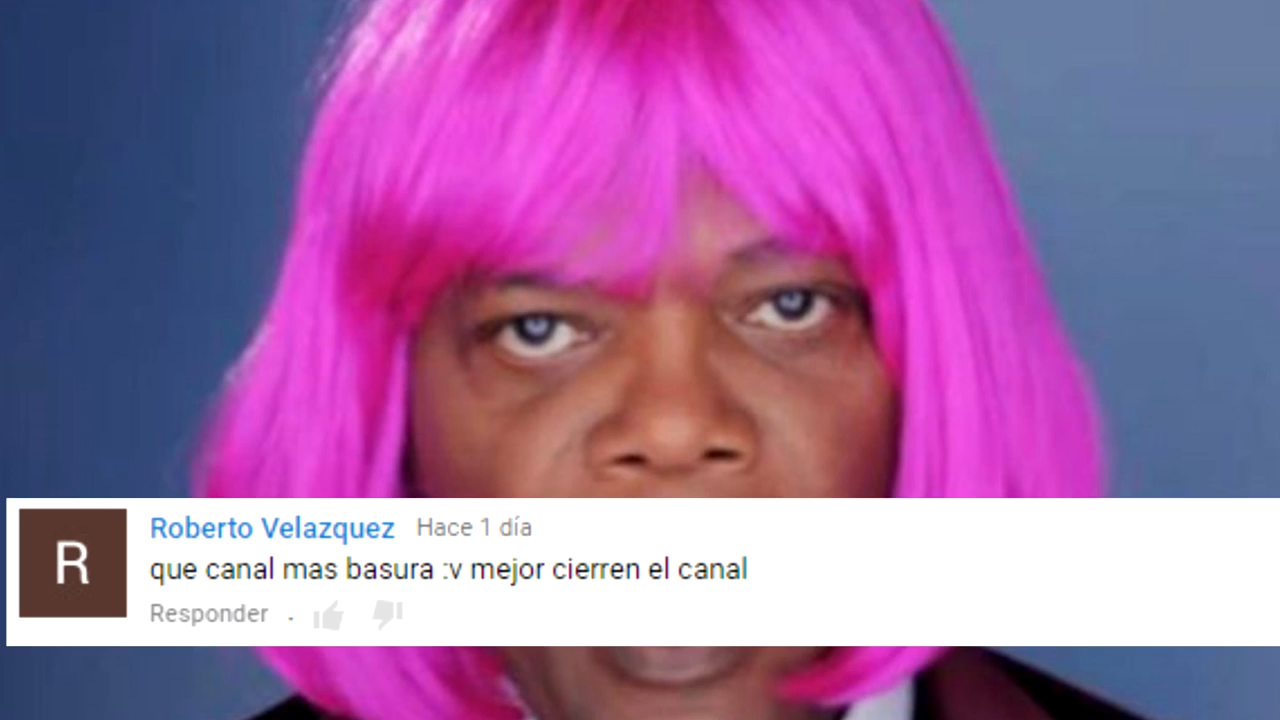 R
Roberto Velazquez Hace 1 día
que canal mas basura :v mejor cierren el canal
Responder .